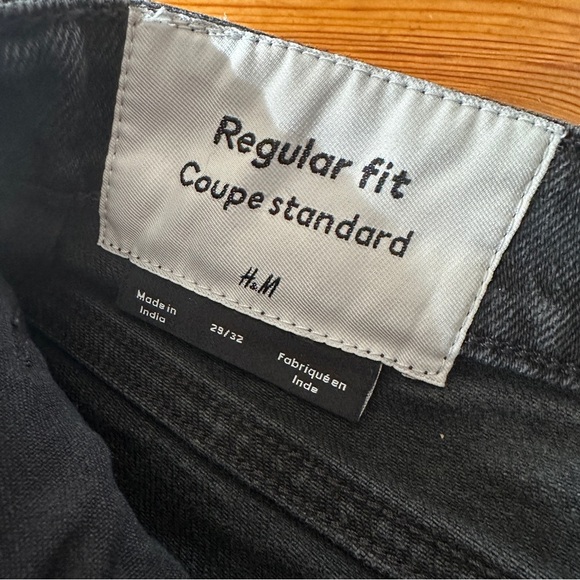 Regular fit
Coupe standard
H&M
Made in
India
29/32
Fabriqué en
Inde